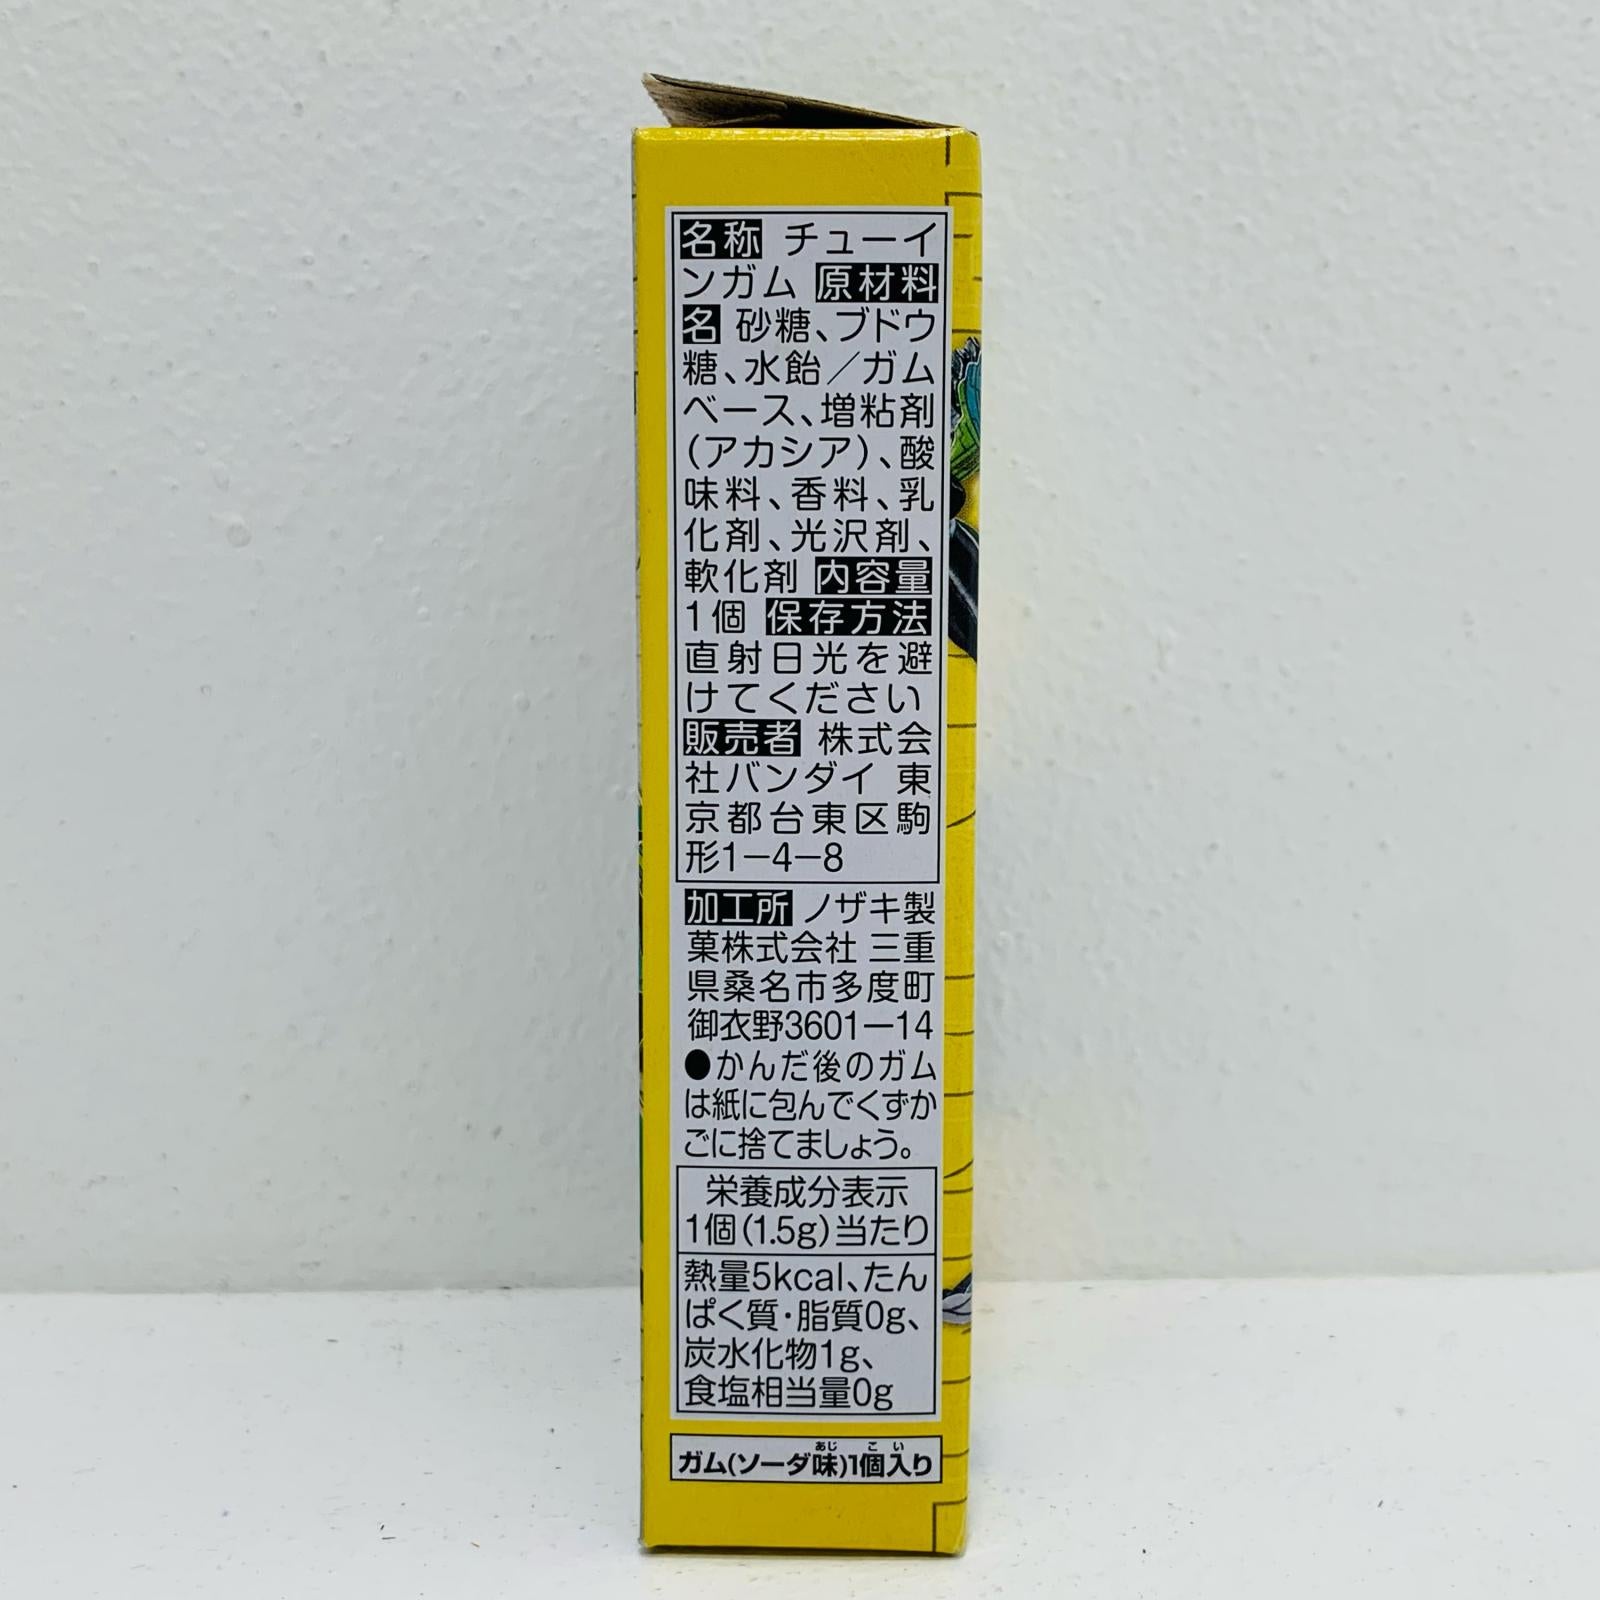 名称 チューイ
ンガム 原材料
名 砂糖、ブドウ
糖、水飴／ガム
ベース、増粘剤
(アカシア)、酸
味料、香料、乳
化剤、光沢剤、
軟化剤 内容量
1個 保存方法
直射日光を避
けてください
販売者 株式会
社バンダイ 東
京都台東区駒
形1－4－8
加工所 ノザキ製
菓株式会社 三重
県桑名市多度町
御衣野3601－14
●かんだ後のガム
は紙に包んでくずか
ごに捨てましょう。
栄養成分表示
1個(1.5g)当たり
熱量5kcal、たん
ぱく質・脂質0g、
炭水化物1g、
食塩相当量0g
あじ こい
ガム(ソーダ味)1個入り